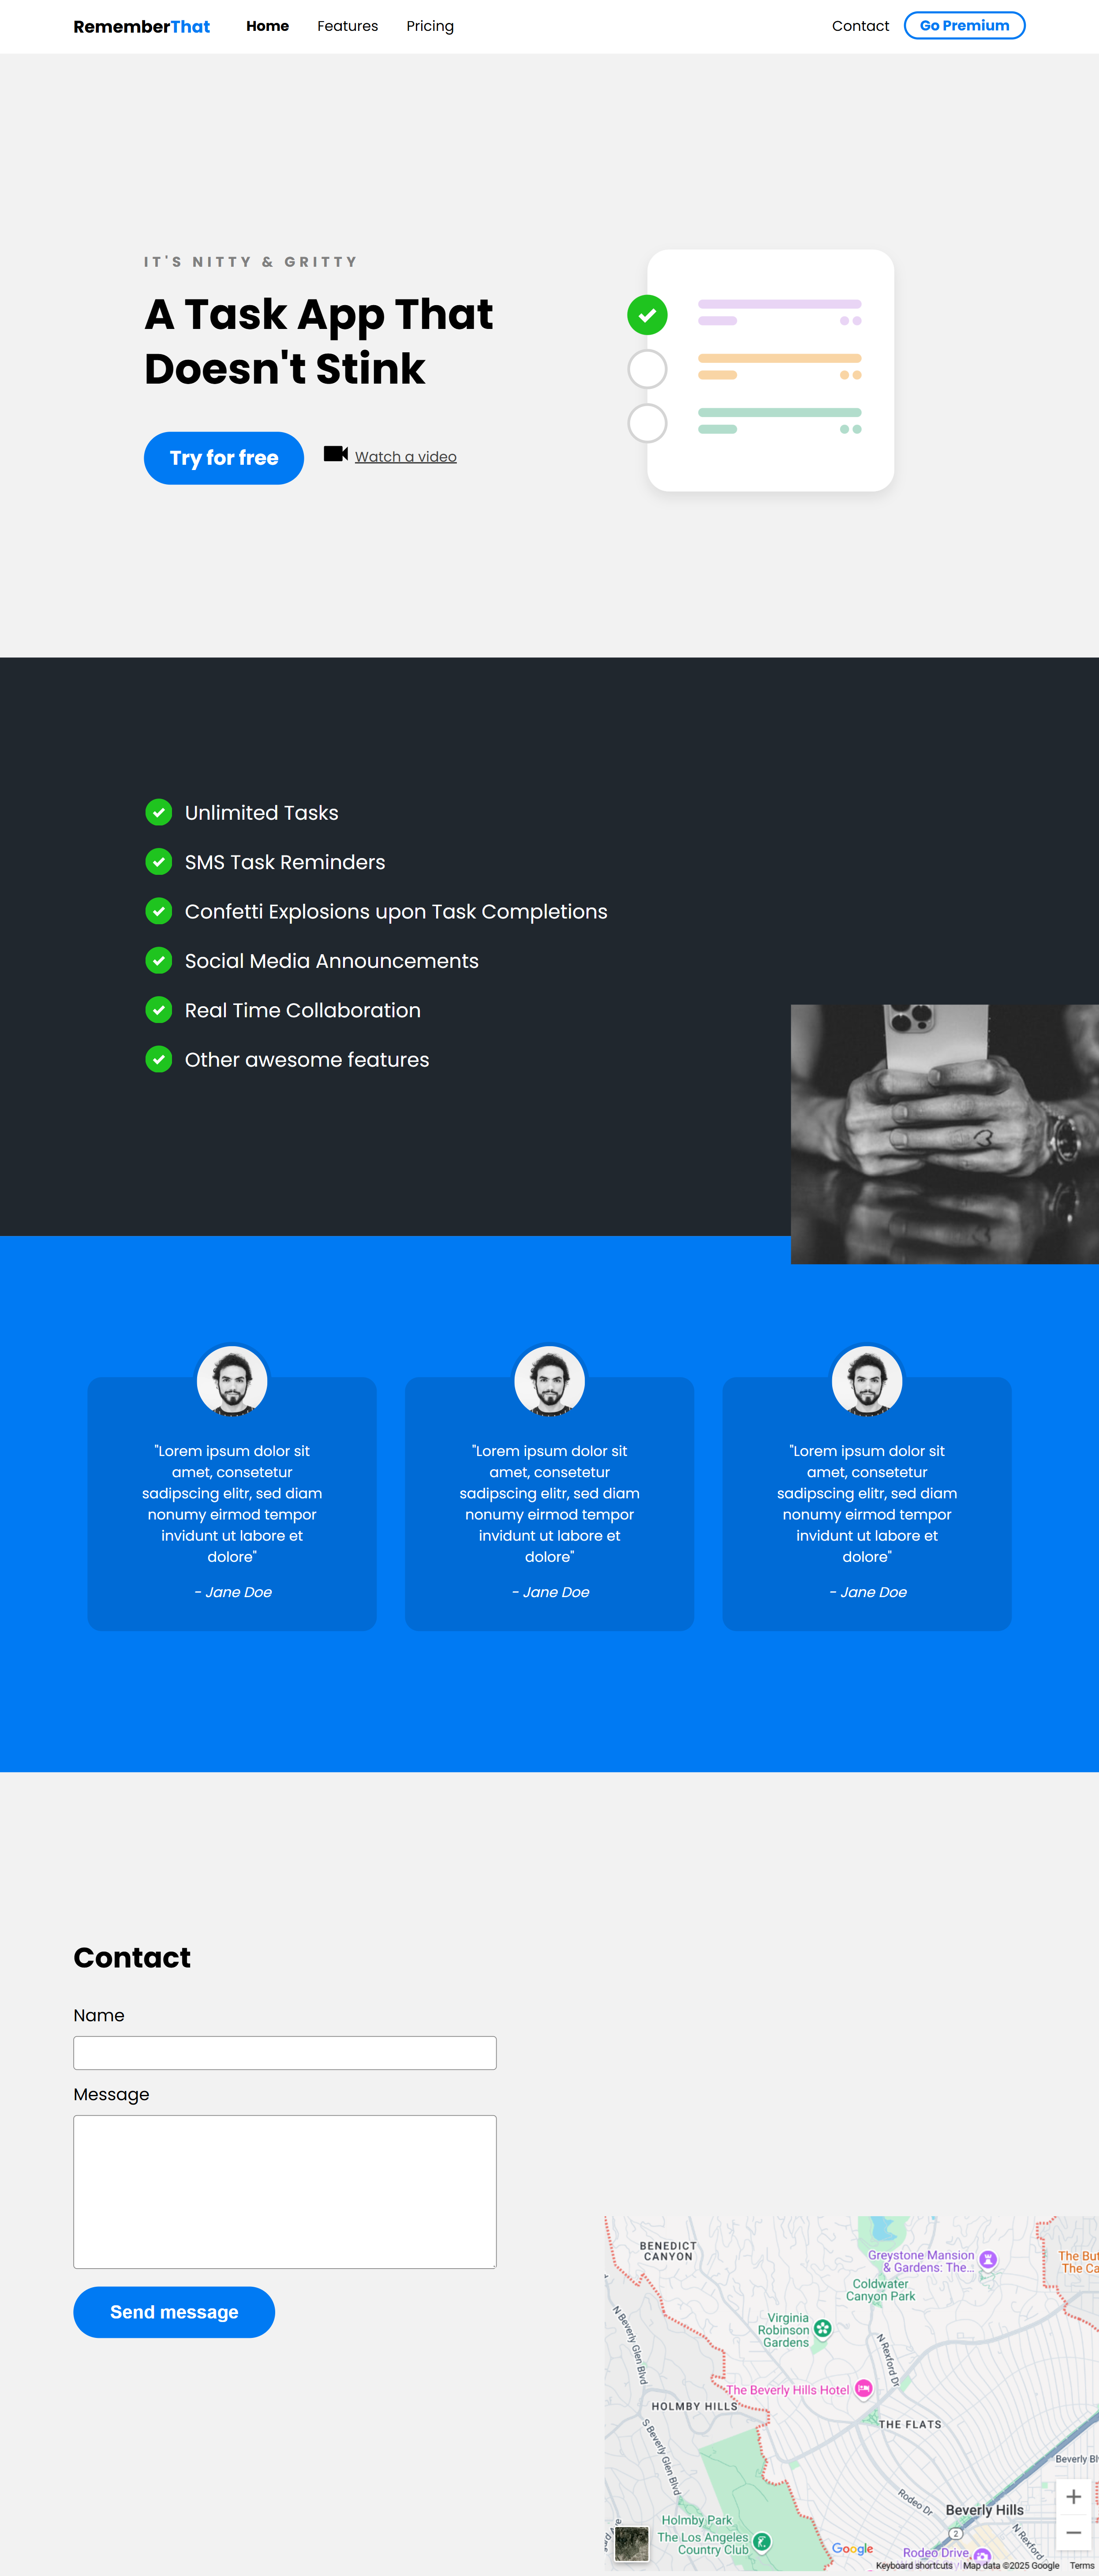 RememberThat Home Features Pricing Contact Go Premium
IT'S NITTY & GRITTY
A Task App That
Doesn't Stink
Try for free Watch a video
Unlimited Tasks
SMS Task Reminders
Confetti Explosions upon Task Completions
Social Media Announcements
Real Time Collaboration
Other awesome features
"Lorem ipsum dolor sit
amet, consetetur
sadipscing elitr, sed diam
nonumy eirmod tempor
invidunt ut labore et
dolore"
- Jane Doe
"Lorem ipsum dolor sit
amet, consetetur
sadipscing elitr, sed diam
nonumy eirmod tempor
invidunt ut labore et
dolore"
- Jane Doe
"Lorem ipsum dolor sit
amet, consetetur
sadipscing elitr, sed diam
nonumy eirmod tempor
invidunt ut labore et
dolore"
- Jane Doe
Contact
Name
Message
Send message
BENEDICT
CANYON
Greystone Mansion
& Gardens: The...
The But
The Ca
Coldwater
Canyon Park
Virginia
Robinson
Gardens
N Beverly Glen Blvd
N Rexford Dr
The Beverly Hills Hotel
HOLMBY HILLS
THE FLATS
S Beverly Glen Blvd
Beverly Bl
Rodeo Dr
Beverly Hills
Holmby Park
The Los Angeles
Country Club
2
N Rexford
Google
Rodeo Drive
Keyboard shortcuts Map data ©2025 Google Terms